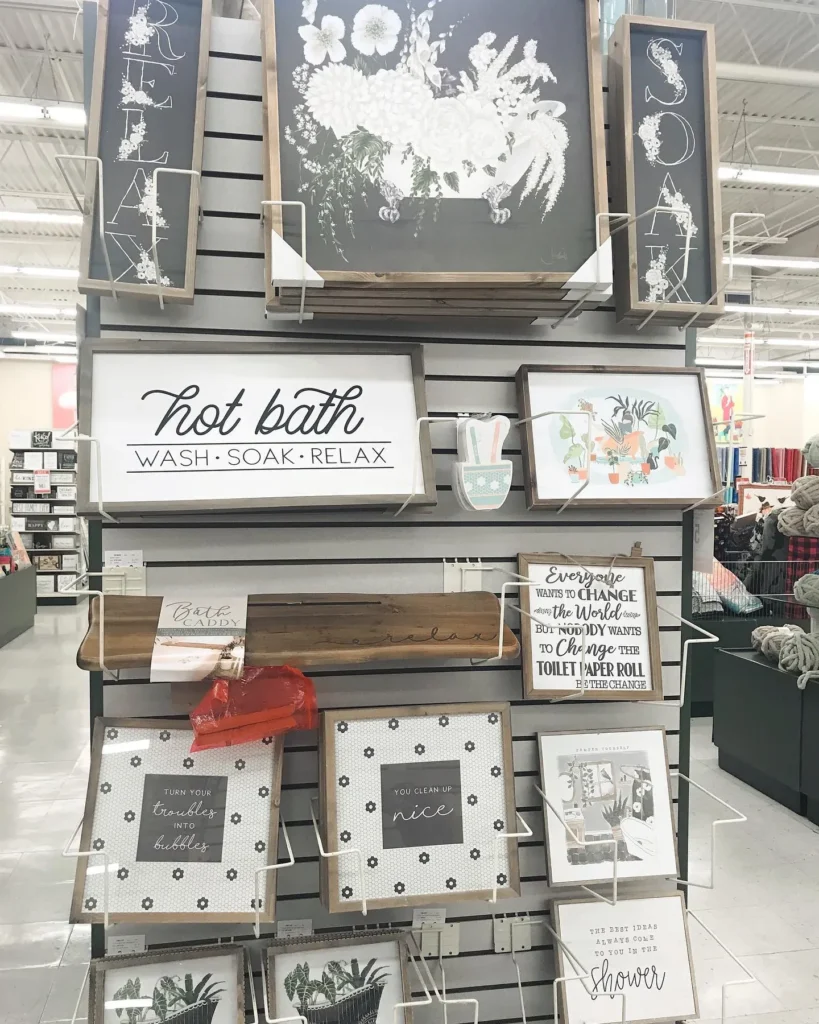 RELAX
SOAK
hot bath
WASH • SOAK • RELAX
Bath
CADDY
relax
Everyone
WANTS TO CHANGE
the World
BUT NOBODY WANTS
TO Change THE
TOILET PAPER ROLL
BE THE CHANGE
TURN YOUR
troubles
INTO
bubbles
YOU CLEAN UP
nice
THE BEST IDEAS
ALWAYS COME
TO YOU IN THE
shower